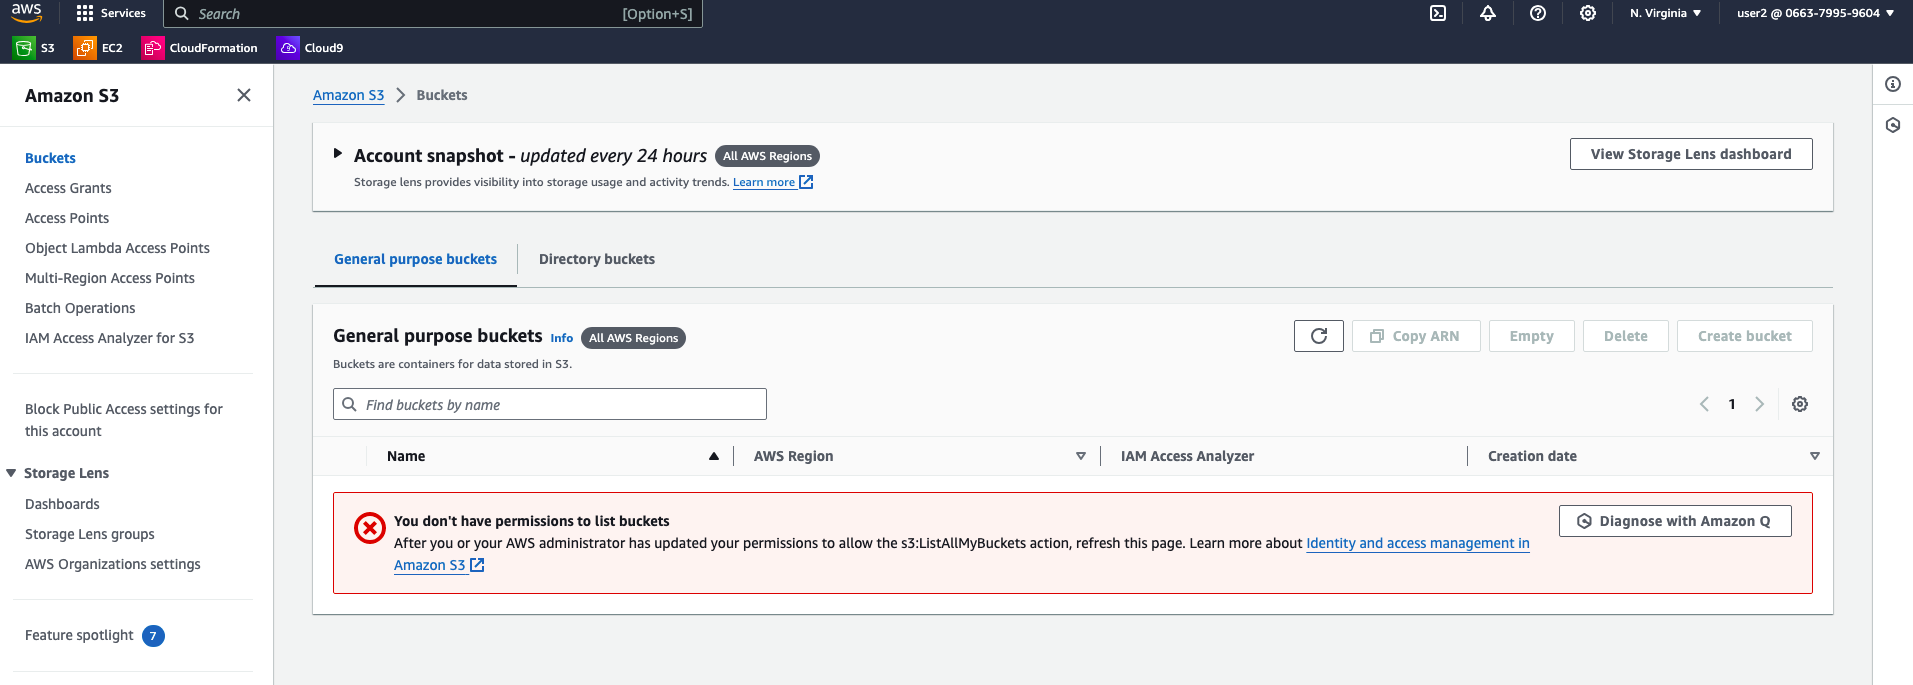 aws
Services
Search
[Option+S]
N. Virginia
user2 @ 0663-7995-9604
S3
EC2
CloudFormation
Cloud9
Amazon S3
Buckets
Access Grants
Access Points
Object Lambda Access Points
Multi-Region Access Points
Batch Operations
IAM Access Analyzer for S3
Block Public Access settings for
this account
Storage Lens
Dashboards
Storage Lens groups
AWS Organizations settings
Feature spotlight 7
Amazon S3 > Buckets
Account snapshot - updated every 24 hours All AWS Regions
View Storage Lens dashboard
Storage lens provides visibility into storage usage and activity trends. Learn more
General purpose buckets
Directory buckets
General purpose buckets Info All AWS Regions
Copy ARN
Empty
Delete
Create bucket
Buckets are containers for data stored in S3.
Find buckets by name
1
Name
AWS Region
IAM Access Analyzer
Creation date
You don't have permissions to list buckets
After you or your AWS administrator has updated your permissions to allow the s3:ListAllMyBuckets action, refresh this page. Learn more about Identity and access management in
Amazon S3
Diagnose with Amazon Q